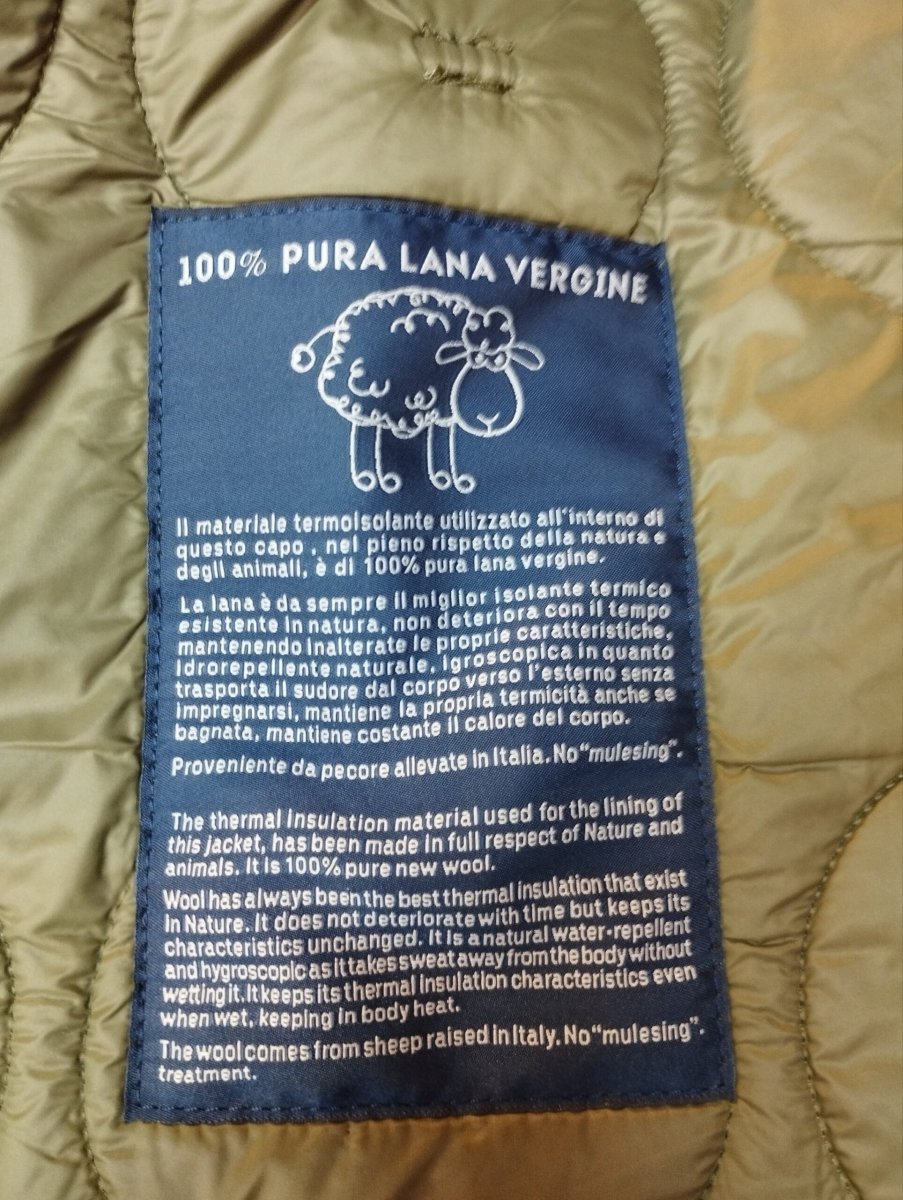 100% PURA LANA VERGINE
Il materiale termoisolante utilizzato all'interno di
questo capo , nel pieno rispetto della natura e
degli animali, è di 100% pura lana vergine.
La lana è da sempre il miglior isolante termico
esistente in natura, non deteriora con il tempo
mantenendo inalterate le proprie caratteristiche,
Idrorepellente naturale. Igroscopica in quanto
trasporta il sudore dal corpo verso l'esterno senza
impregnarsi, mantiene la propria termicità anche se
bagnata, mantiene costante il calore del corpo.
Proveniente da pecore allevate in Italia. No "mulesing".
The thermal insulation material used for the lining of
this jacket, has been made in full respect of Nature and
animals. It is 100% pure new wool.
Wool has always been the best thermal insulation that exist
in Nature. It does not deteriorate with time but keeps its
characteristics unchanged. It is a natural water-repellent
and hygroscopic as it takes sweat away from the body without
wetting it. It keeps its thermal insulation characteristics even
when wet, keeping in body heat.
The wool comes from sheep raised in Italy. No "mulesing".
treatment.